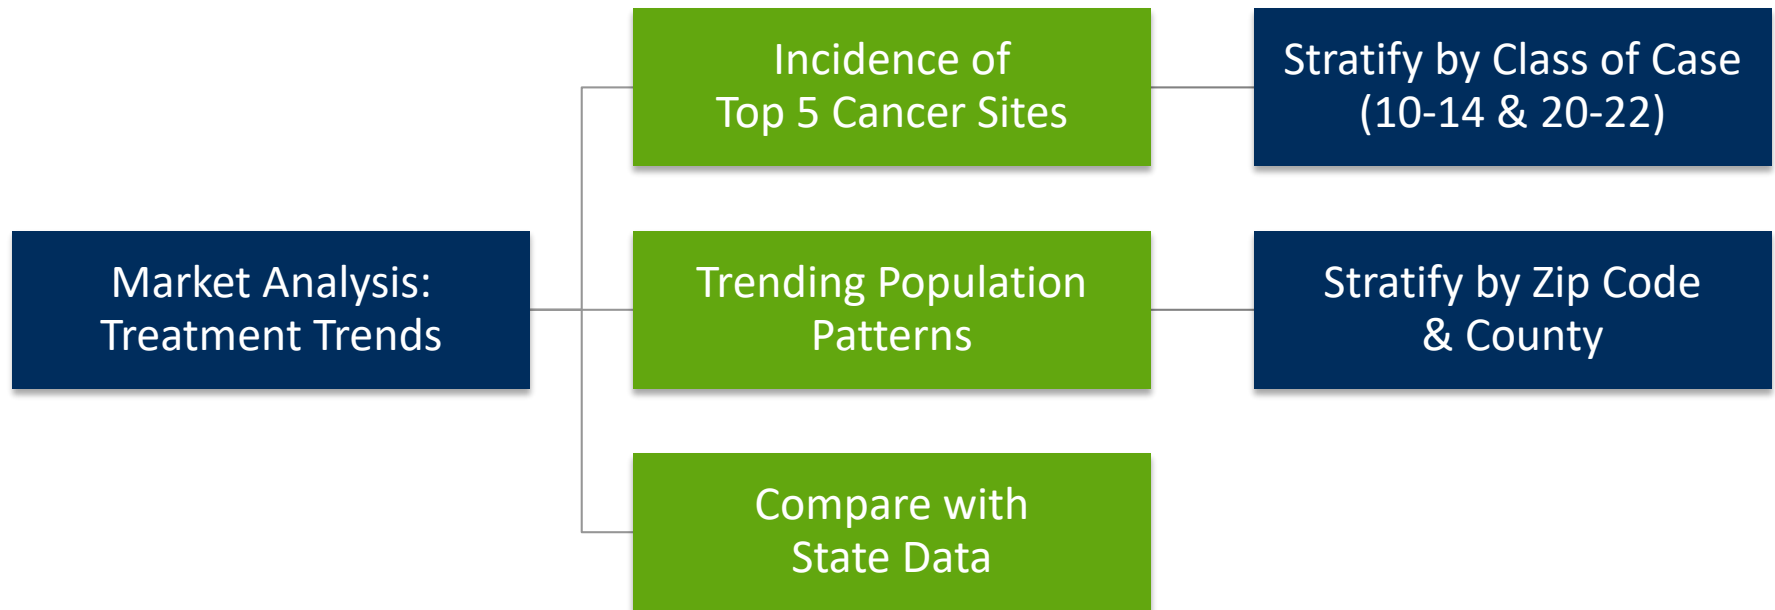 Incidence of
Top 5 Cancer Sites
Stratify by Class of Case
(10-14 & 20-22)
Market Analysis:
Treatment Trends
Trending Population
Patterns
Stratify by Zip Code
& County
Compare with
State Data